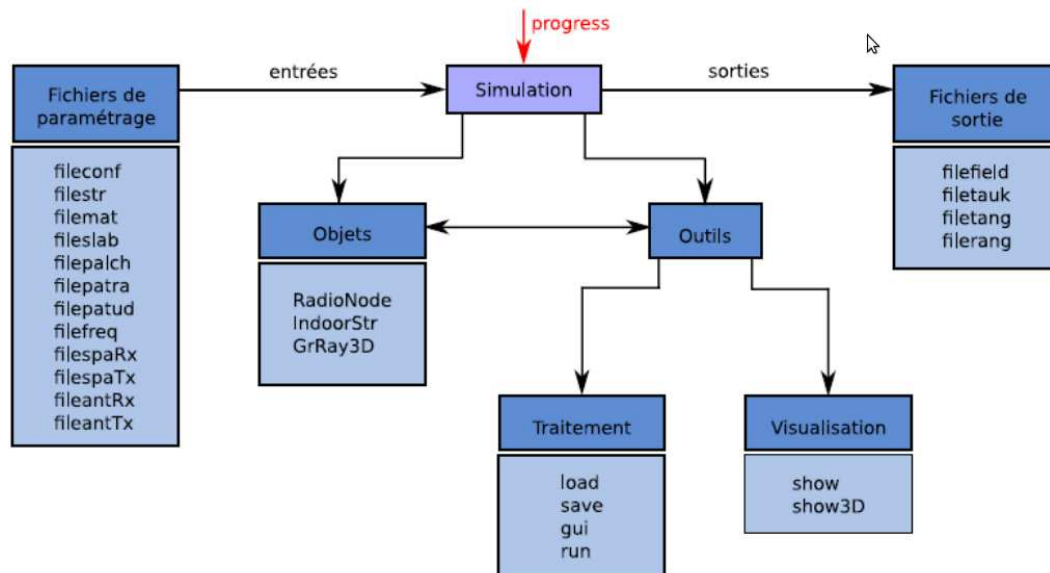 progress
entrées
sorties
Fichiers de
paramétrage
Simulation
Fichiers de
sortie
fileconf
filestr
filemat
fileslab
filepalch
filepatra
filepatud
filefreq
filespaRx
filespaTx
fileantRx
fileantTx
filefield
filetauk
filetang
filerang
Objets
Outils
RadioNode
IndoorStr
GrRay3D
Traitement
Visualisation
load
save
gui
run
show
show3D